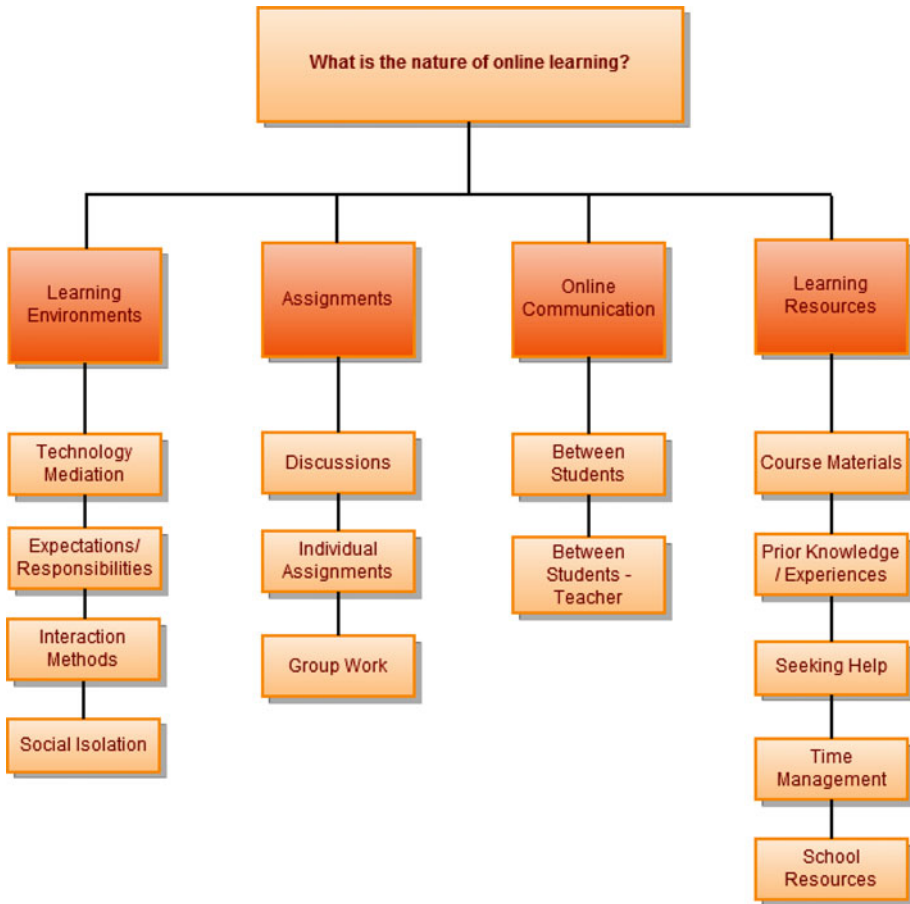 What is the nature of online learning?
Learning
Environments
Technology
Mediation
Expectations/
Responsibilities
Interaction
Methods
Social Isolation
Assignments
Discussions
Individual
Assignments
Group Work
Online
Communication
Between
Students
Between
Students -
Teacher
Learning
Resources
Course Materials
Prior Knowledge
/ Experiences
Seeking Help
Time
Management
School
Resources